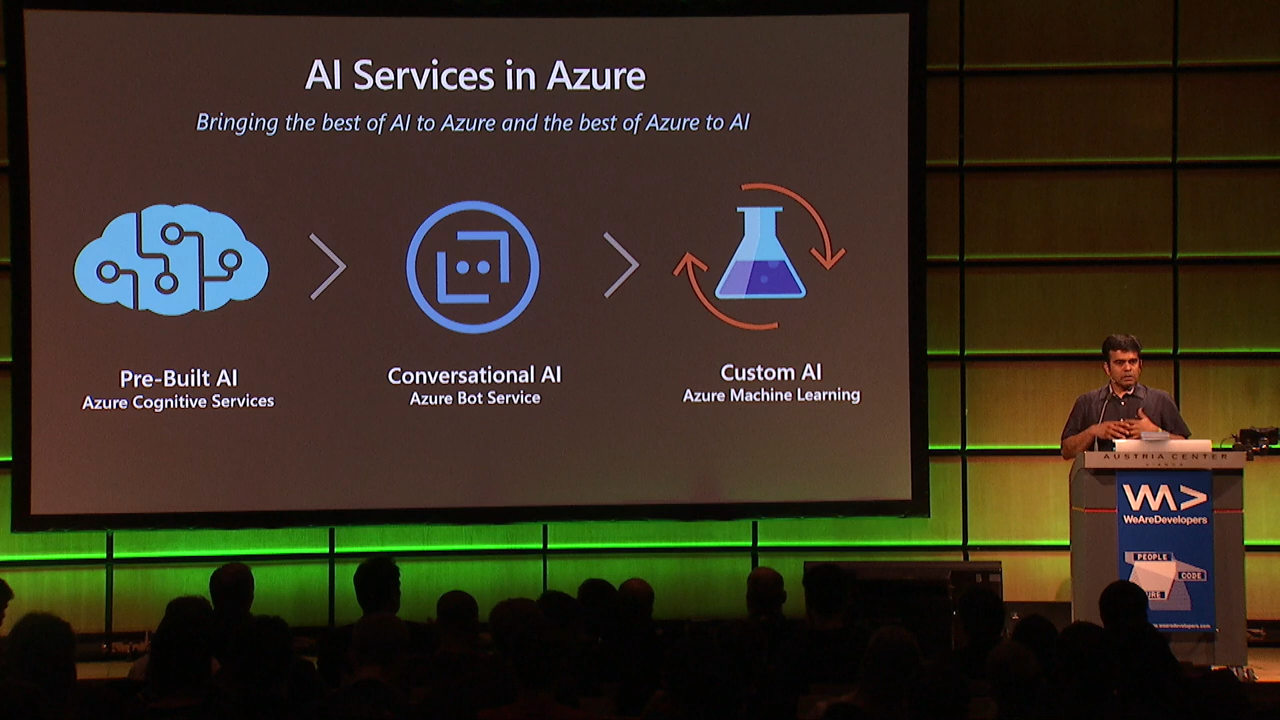 AI Services in Azure
Bringing the best of AI to Azure and the best of Azure to AI
Pre-Built AI
Azure Cognitive Services
Conversational AI
Azure Bot Service
Custom AI
Azure Machine Learning
AUSTRIA CENTER
WeAreDevelopers
PEOPLE
CODE